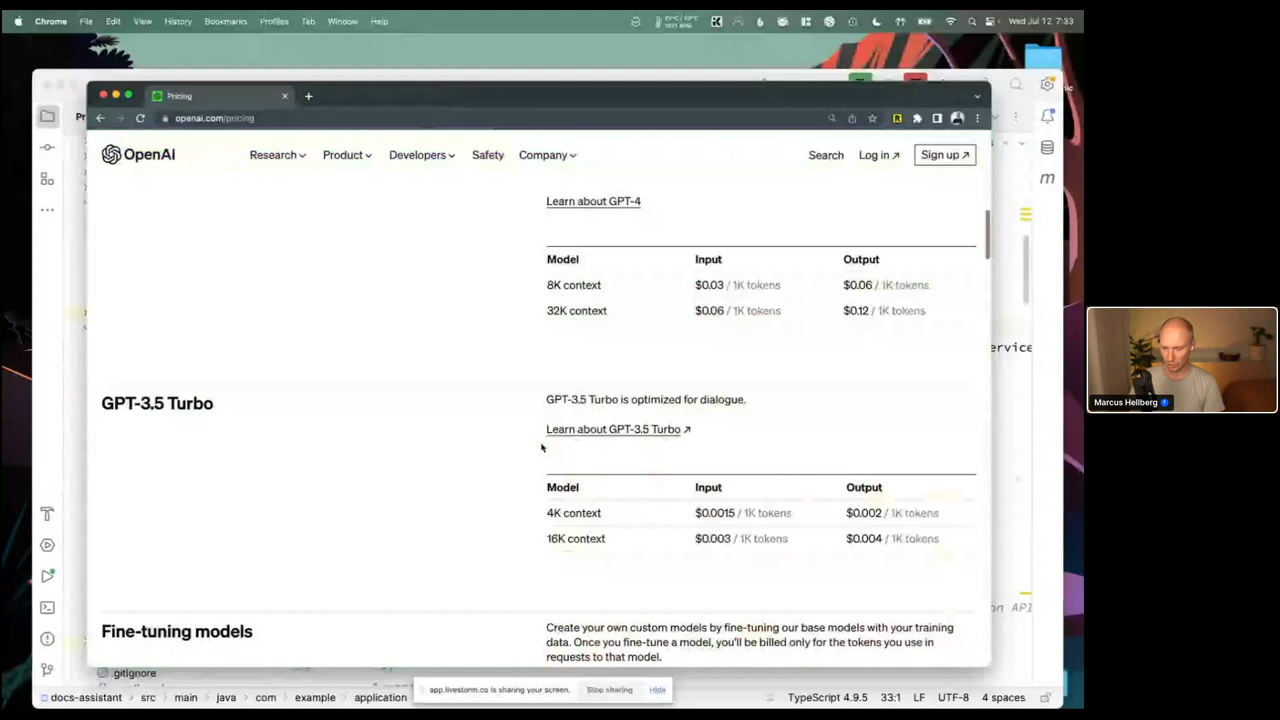 Chrome File Edit View History Bookmarks Profiles Tab Window Help
Wed Jul 12 7:33
Pricing
openai.com/pricing
OpenAI Research Product Developers Safety Company Search Log in ↗ Sign up ↗
Learn about GPT-4
Model Input Output
8K context $0.03 / 1K tokens $0.06 / 1K tokens
32K context $0.06 / 1K tokens $0.12 / 1K tokens
ervice
GPT-3.5 Turbo
GPT-3.5 Turbo is optimized for dialogue.
Learn about GPT-3.5 Turbo ↗
Model Input Output
4K context $0.0015 / 1K tokens $0.002 / 1K tokens
16K context $0.003 / 1K tokens $0.004 / 1K tokens
on API
Fine-tuning models
Create your own custom models by fine-tuning our base models with your training
data. Once you fine-tune a model, you'll be billed only for the tokens you use in
requests to that model.
.gitignore
app.livestorm.co is sharing your screen. Stop sharing Hide
docs-assistant › src › main › java › com › example › application
TypeScript 4.9.5 33:1 LF UTF-8 4 spaces
Marcus Hellberg